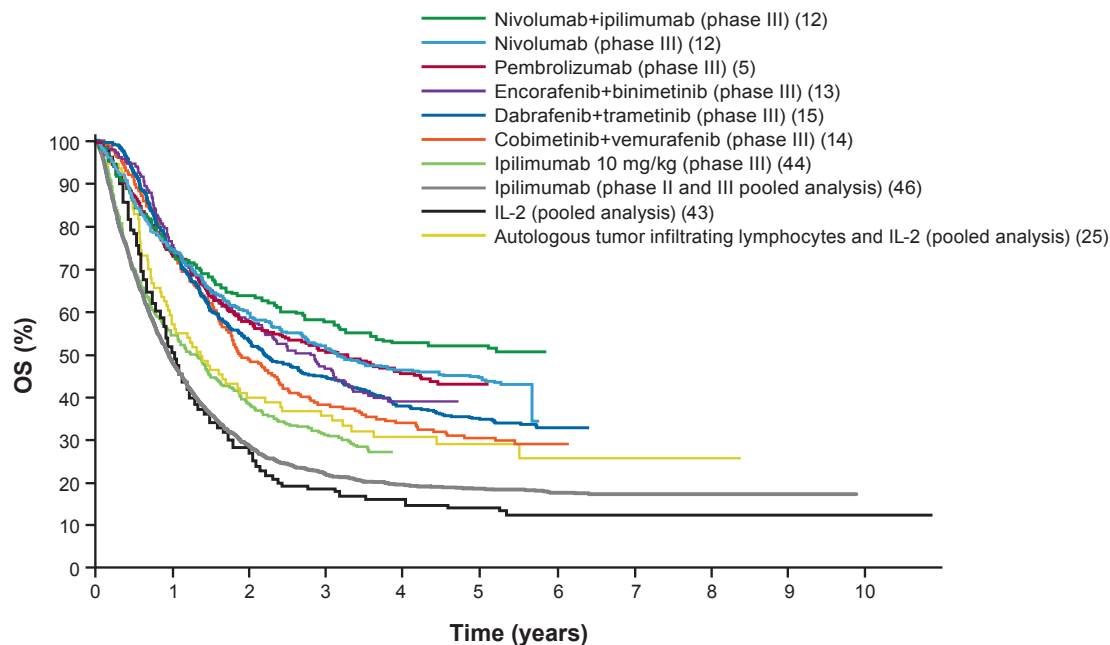 Nivolumab+ipilimumab (phase III) (12)
Nivolumab (phase III) (12)
Pembrolizumab (phase III) (5)
Encorafenib+binimetinib (phase III) (13)
Dabrafenib+trametinib (phase III) (15)
Cobimetinib+vemurafenib (phase III) (14)
Ipilimumab 10 mg/kg (phase III) (44)
Ipilimumab (phase II and III pooled analysis) (46)
IL-2 (pooled analysis) (43)
Autologous tumor infiltrating lymphocytes and IL-2 (pooled analysis) (25)
OS (%)
100
90
80
70
60
50
40
30
20
10
0
0 1 2 3 4 5 6 7 8 9 10
Time (years)